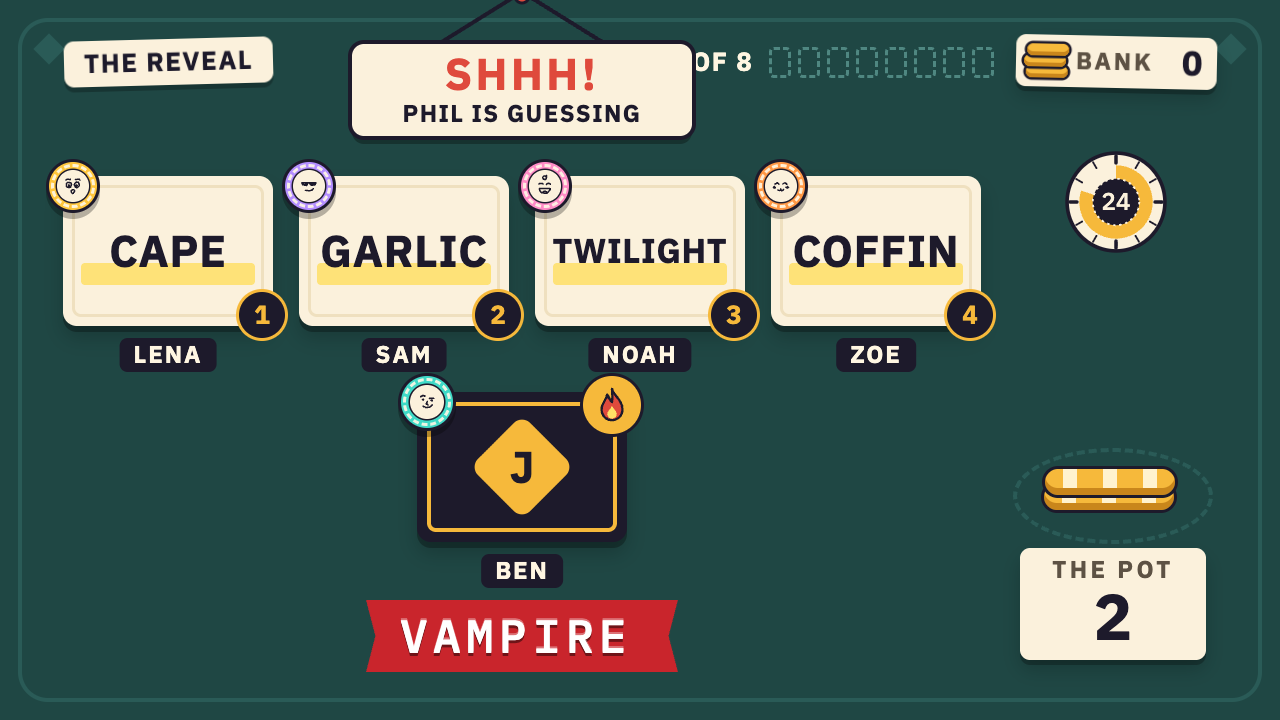 THE REVEAL
SHHH!
PHIL IS GUESSING
OF 8
BANK 0
24
CAPE
GARLIC
TWILIGHT
COFFIN
1
2
3
4
LENA
SAM
NOAH
ZOE
J
BEN
VAMPIRE
THE POT
2